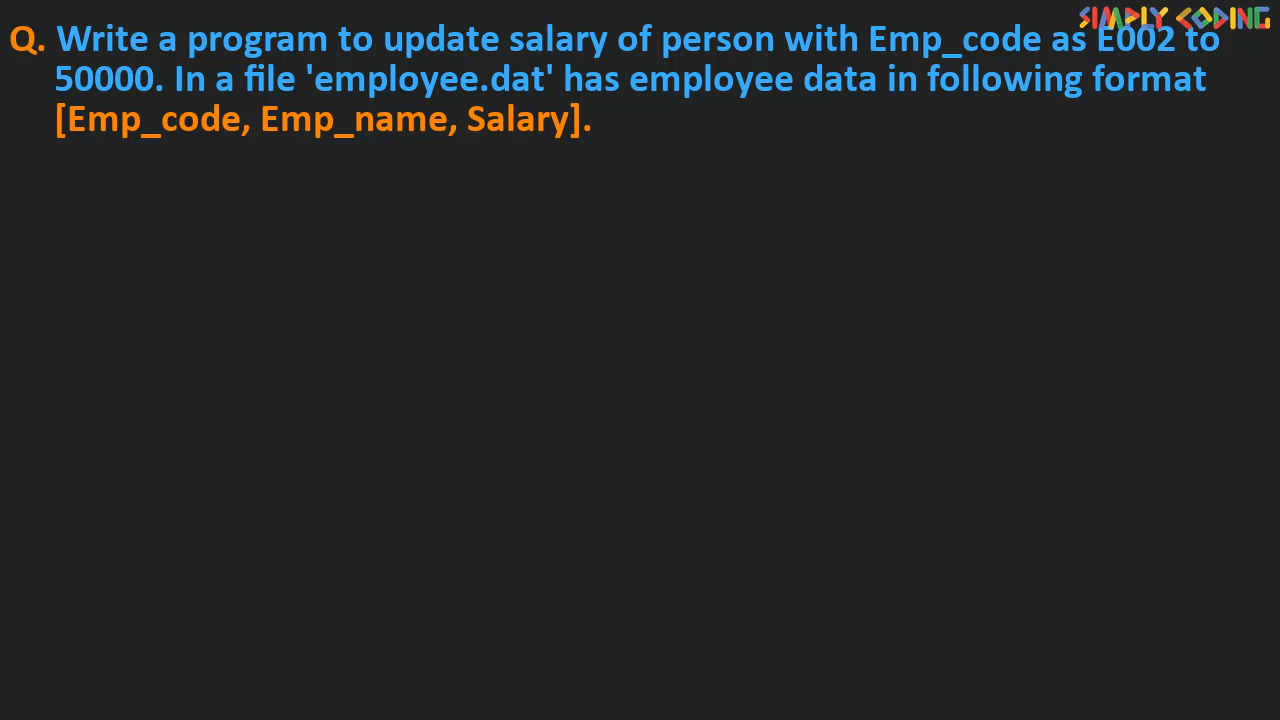 SIMPLY CODING
Q. Write a program to update salary of person with Emp_code as E002 to
50000. In a file 'employee.dat' has employee data in following format
[Emp_code, Emp_name, Salary].